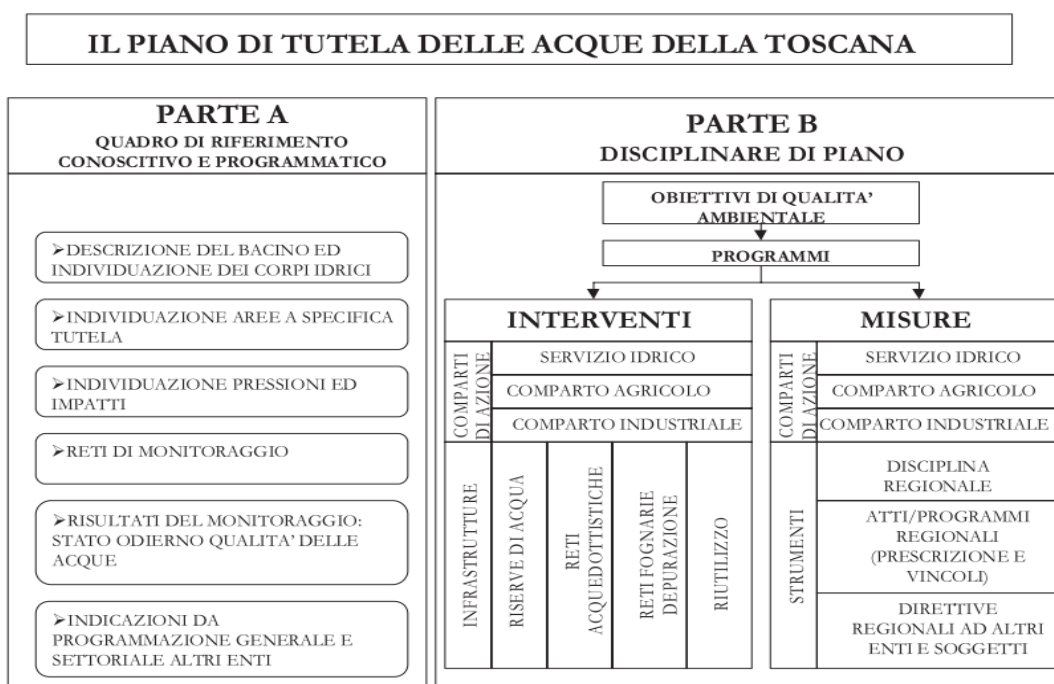 IL PIANO DI TUTELA DELLE ACQUE DELLA TOSCANA
PARTE A
QUADRO DI RIFERIMENTO
CONOSCITIVO E PROGRAMMATICO
➢DESCRIZIONE DEL BACINO ED
INDIVIDUAZIONE DEI CORPI IDRICI
➢INDIVIDUAZIONE AREE A SPECIFICA
TUTELA
➢INDIVIDUAZIONE PRESSIONI ED
IMPATTI
➢RETI DI MONITORAGGIO
➢RISULTATI DEL MONITORAGGIO:
STATO ODIERNO QUALITA' DELLE
ACQUE
➢INDICAZIONI DA
PROGRAMMAZIONE GENERALE E
SETTORIALE ALTRI ENTI
PARTE B
DISCIPLINARE DI PIANO
OBIETTIVI DI QUALITA'
AMBIENTALE
PROGRAMMI
INTERVENTI
COMPARTI
DI AZIONE
SERVIZIO IDRICO
COMPARTO AGRICOLO
COMPARTO INDUSTRIALE
INFRASTRUTTURE
RISERVE DI ACQUA
RETI
ACQUEDOTTISTICHE
RETI FOGNARIE
DEPURAZIONE
RIUTILIZZO
MISURE
COMPARTI
DI AZIONE
SERVIZIO IDRICO
COMPARTO AGRICOLO
COMPARTO INDUSTRIALE
STRUMENTI
DISCIPLINA
REGIONALE
ATTI/PROGRAMMI
REGIONALI
(PRESCRIZIONE E
VINCOLI)
DIRETTIVE
REGIONALI AD ALTRI
ENTI E SOGGETTI